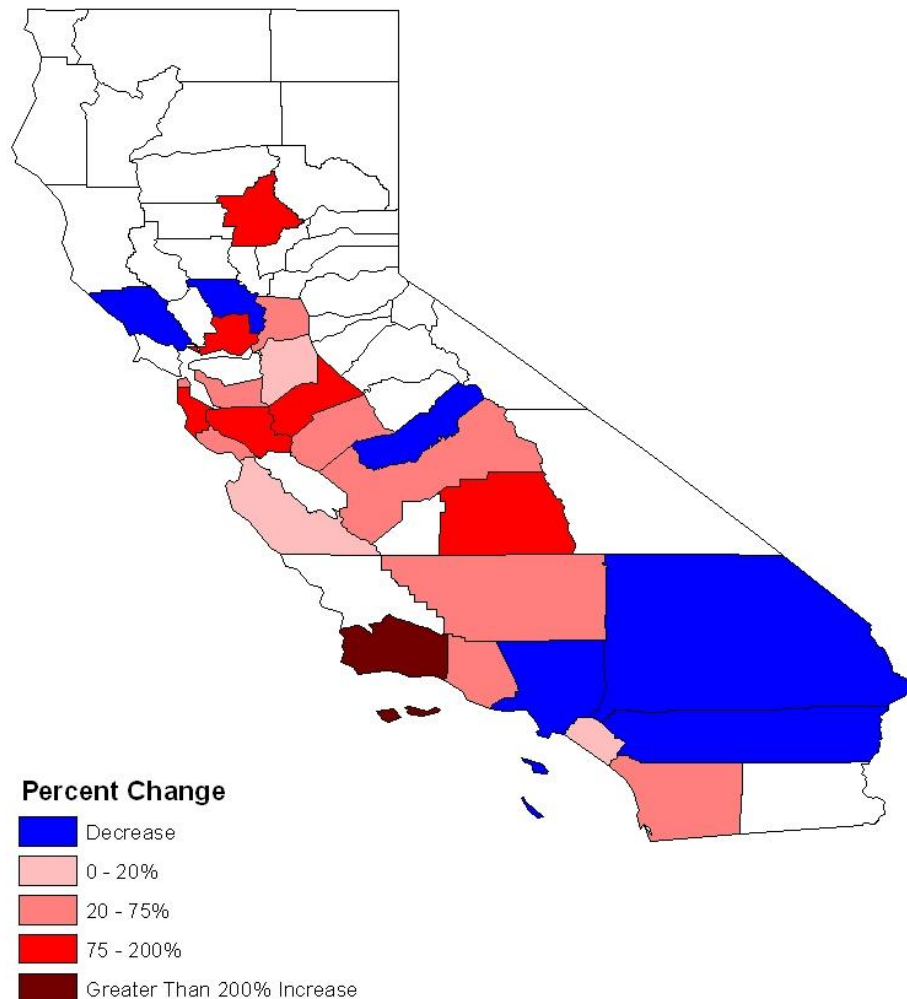 Percent Change
Decrease
0 - 20%
20 - 75%
75 - 200%
Greater Than 200% Increase